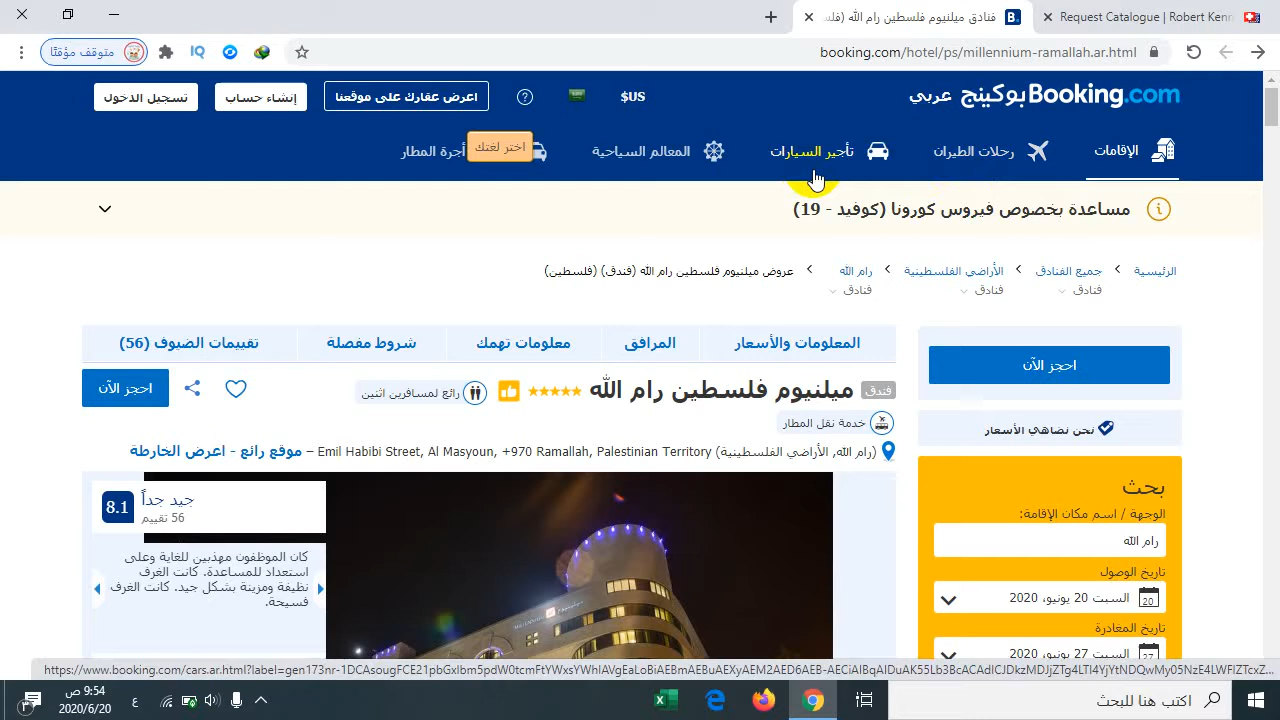 فنادق ميلنيوم فلسطين رام الله
Request Catalogue | Robert Kenn
متوقف مؤقتًا
booking.com/hotel/ps/millennium-ramallah.ar.html
Booking.com بوكينج عربي
US$
اعرض عقارك على موقعنا
إنشاء حساب
تسجيل الدخول
الإقامات
رحلات الطيران
تأجير السيارات
المعالم السياحية
أجرة المطار
اختر لغتك
مساعدة بخصوص فيروس كورونا (كوفيد - 19)
الرئيسية
جميع الفنادق
الأراضي الفلسطينية
رام الله
عروض ميلنيوم فلسطين رام الله (فندق) (فلسطين)
فنادق
فنادق
فنادق
المعلومات والأسعار
المرافق
معلومات تهمك
شروط مفصلة
تقييمات الضيوف (56)
احجز الآن
نحن نضاهي الأسعار
فندق
ميلنيوم فلسطين رام الله
رائع لمسافرين اثنين
احجز الآن
خدمة نقل المطار
Emil Habibi Street, Al Masyoun, +970 Ramallah, Palestinian Territory (رام الله, الأراضي الفلسطينية) – موقع رائع - اعرض الخارطة
جيد جداً
8.1
56 تقييم
كان الموظفون مهذبين للغاية وعلى
استعداد للمساعدة. كانت الغرف
نظيفة ومزينة بشكل جيد. كانت الغرف
فسيحة.
بحث
الوجهة / اسم مكان الإقامة:
رام الله
تاريخ الوصول
السبت 20 يونيو، 2020
20
تاريخ المغادرة
السبت 27 يونيو، 2020
اكتب هنا للبحث
ع
9:54 ص
2020/6/20